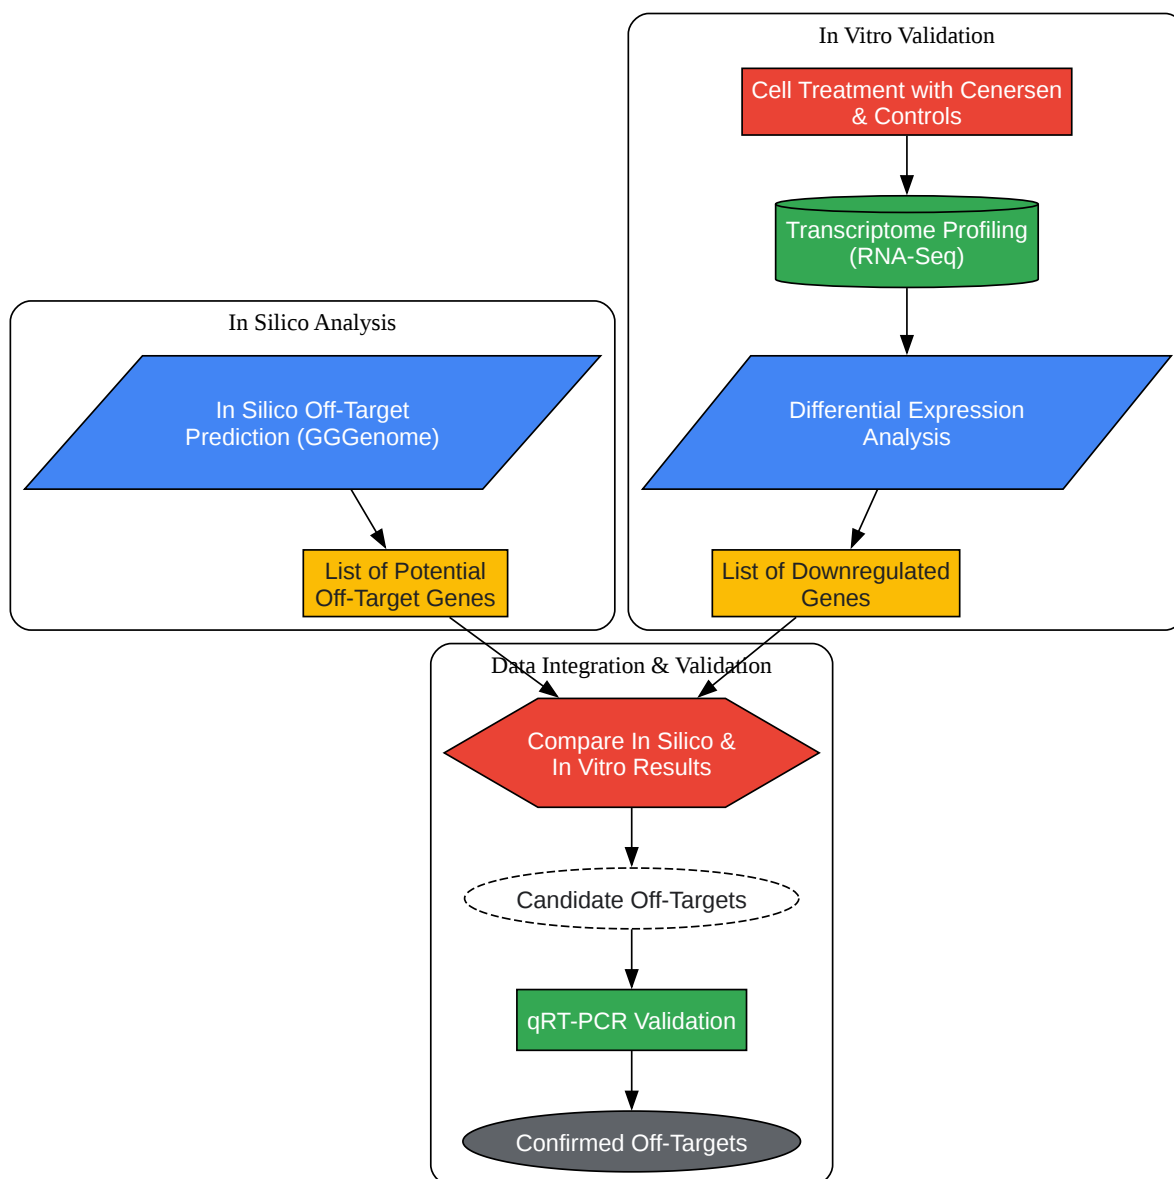 In Vitro Validation
Cell Treatment with Cenersen
& Controls
Transcriptome Profiling
(RNA-Seq)
In Silico Analysis
In Silico Off-Target
Prediction (GGGenome)
Differential Expression
Analysis
List of Potential
Off-Target Genes
List of Downregulated
Genes
Data Integration & Validation
Compare In Silico &
In Vitro Results
Candidate Off-Targets
qRT-PCR Validation
Confirmed Off-Targets